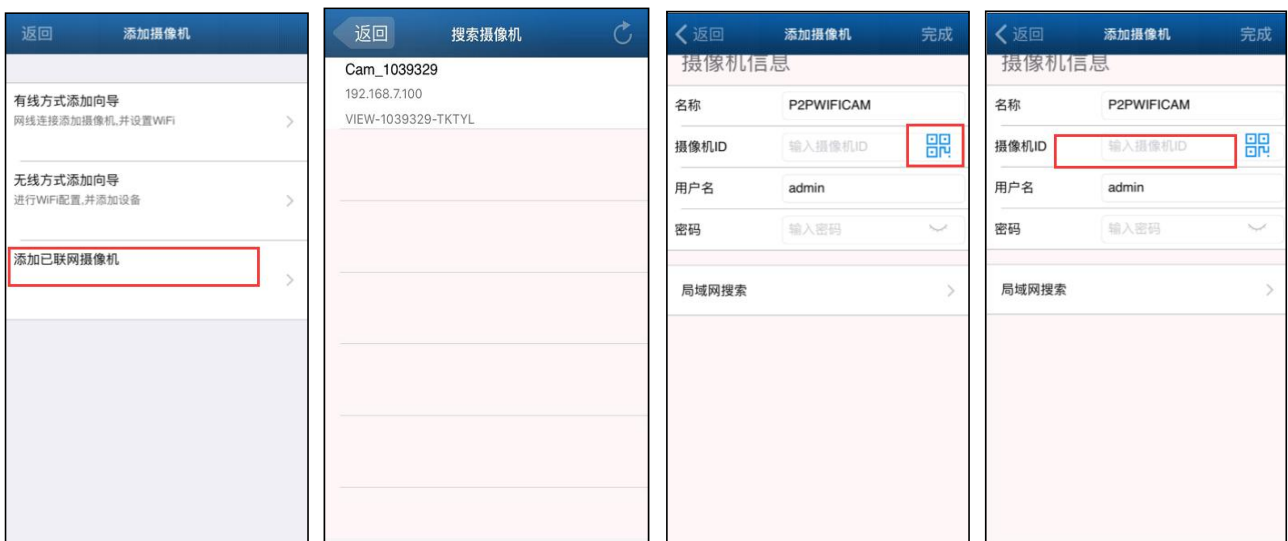 返回 添加摄像机
有线方式添加向导
网线连接添加摄像机,并设置WiFi
无线方式添加向导
进行WiFi配置,并添加设备
添加已联网摄像机
返回 搜索摄像机
Cam_1039329
192.168.7.100
VIEW-1039329-TKTYL
返回 添加摄像机 完成
摄像机信息
名称 P2PWIFICAM
摄像机ID 输入摄像机ID
用户名 admin
密码 输入密码
局域网搜索
返回 添加摄像机 完成
摄像机信息
名称 P2PWIFICAM
摄像机ID 输入摄像机ID
用户名 admin
密码 输入密码
局域网搜索